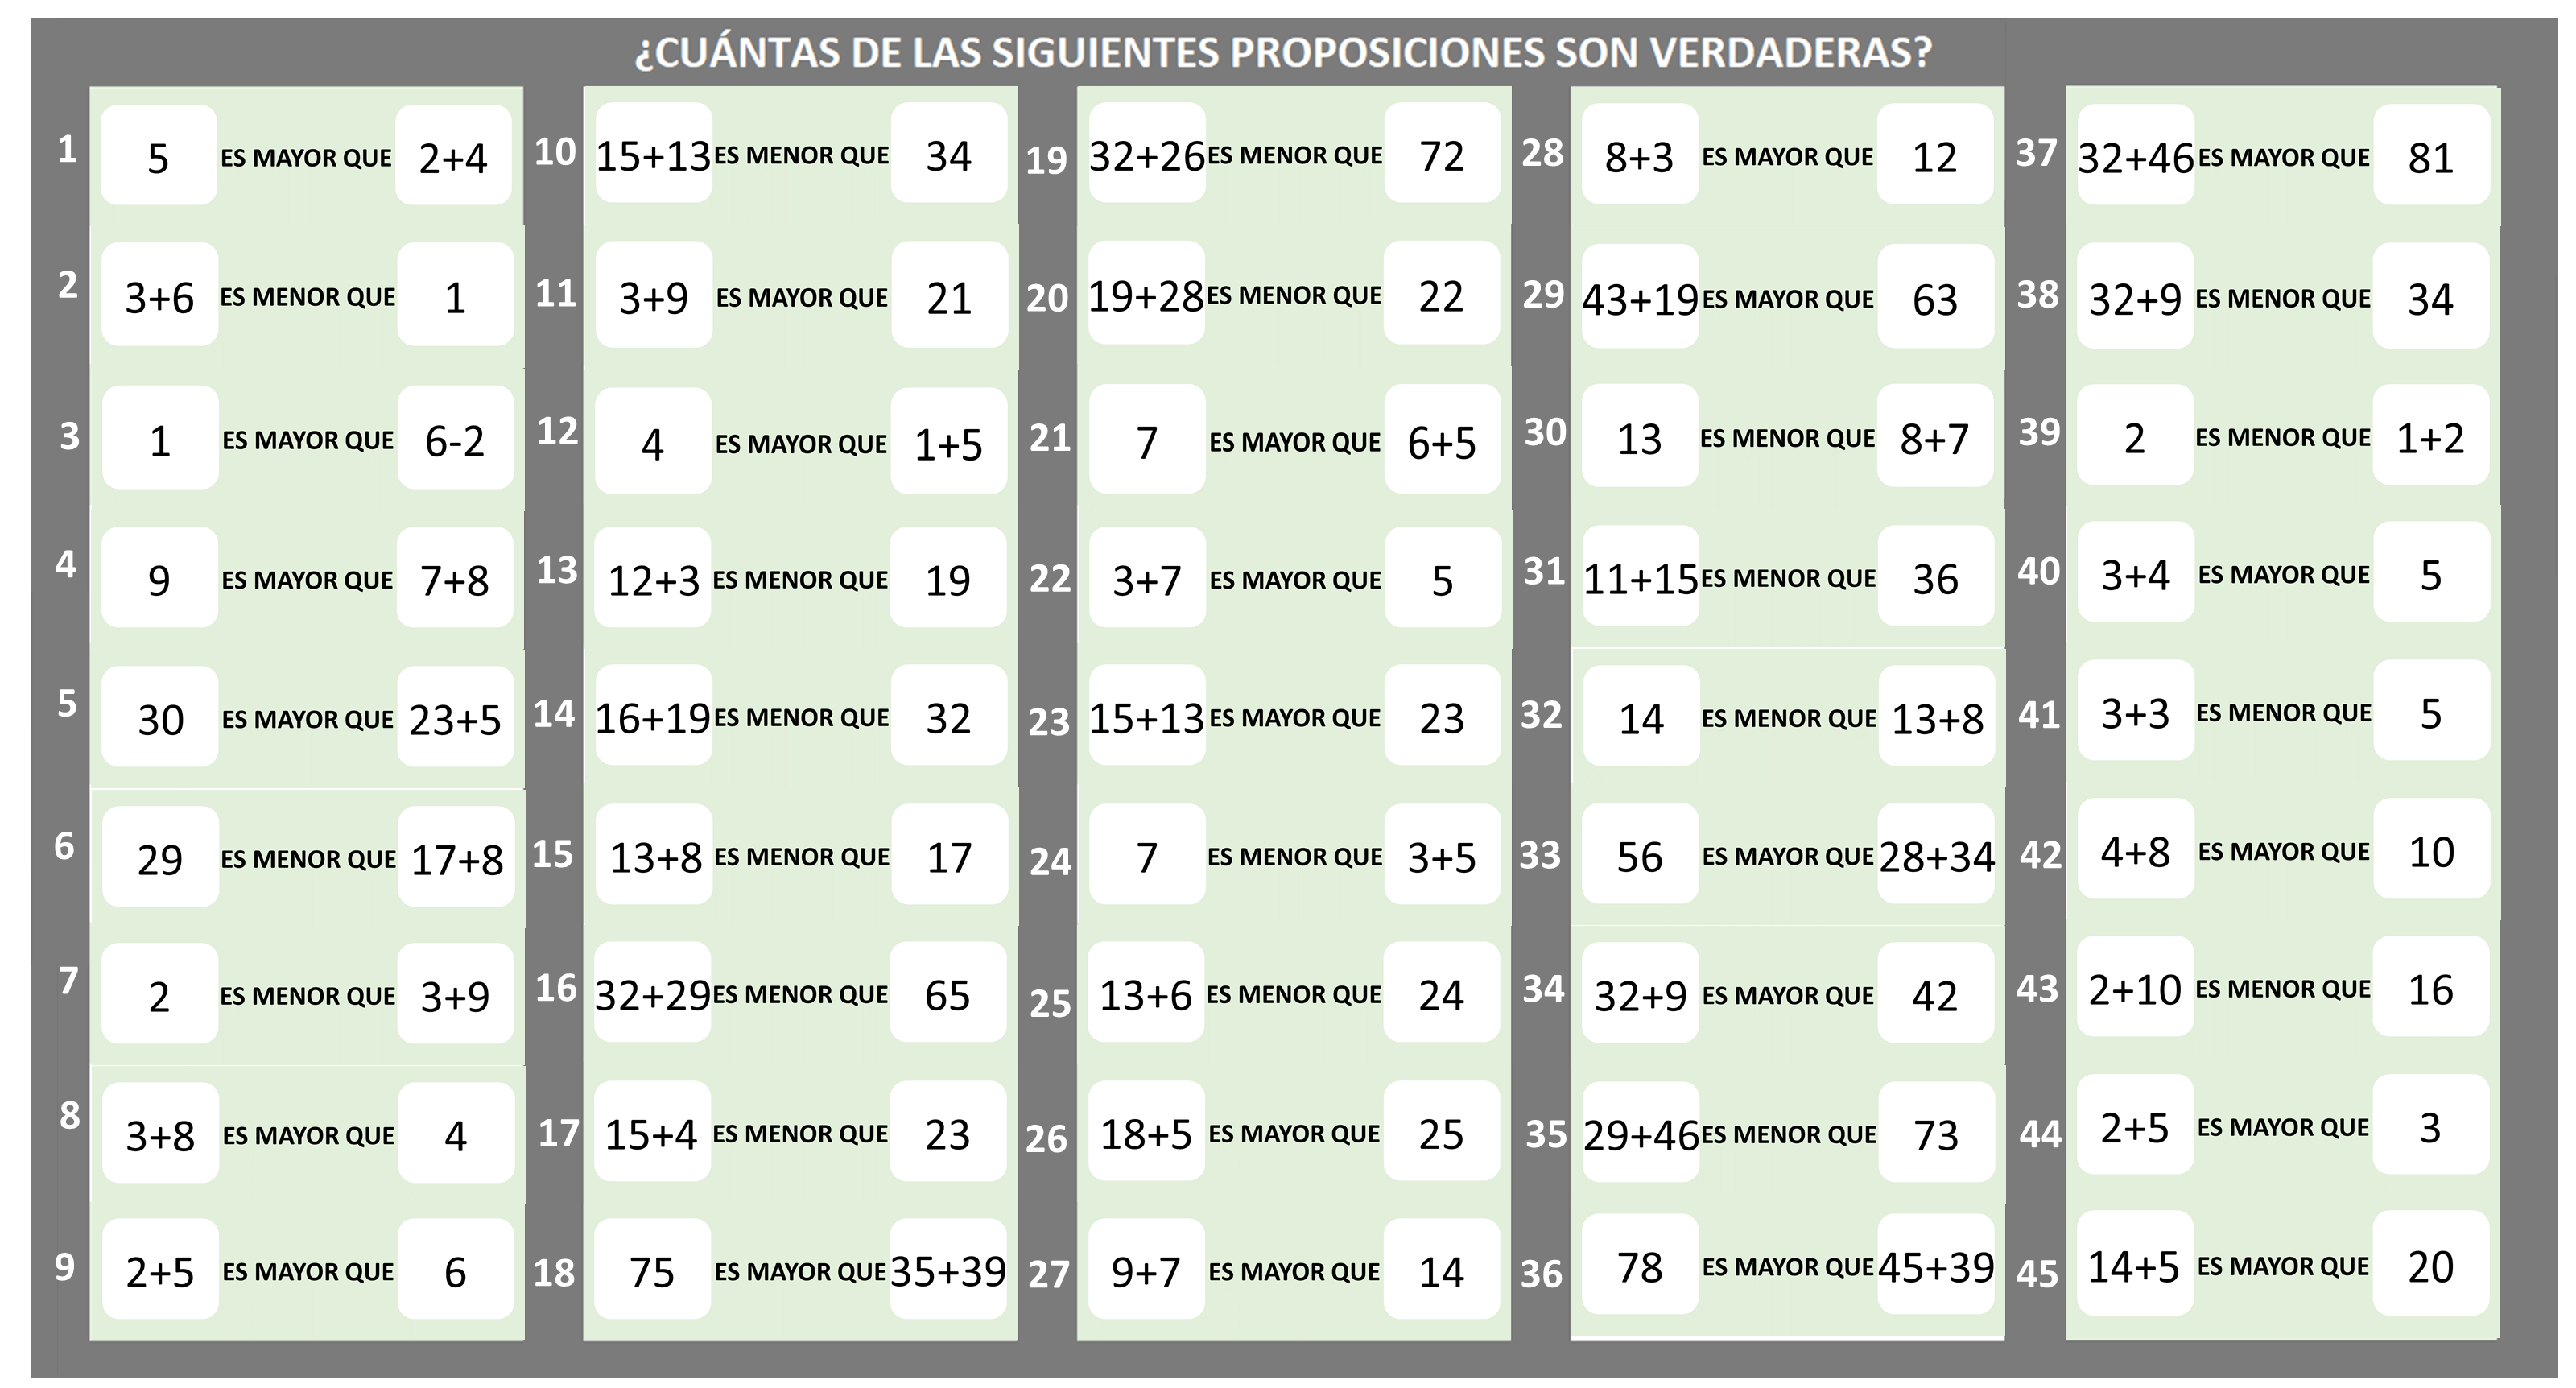 ¿CUÁNTAS DE LAS SIGUIENTES PROPOSICIONES SON VERDADERAS?
1 5 ES MAYOR QUE 2+4
2 3+6 ES MENOR QUE 1
3 1 ES MAYOR QUE 6-2
4 9 ES MAYOR QUE 7+8
5 30 ES MAYOR QUE 23+5
6 29 ES MENOR QUE 17+8
7 2 ES MENOR QUE 3+9
8 3+8 ES MAYOR QUE 4
9 2+5 ES MAYOR QUE 6
10 15+13 ES MENOR QUE 34
11 3+9 ES MAYOR QUE 21
12 4 ES MAYOR QUE 1+5
13 12+3 ES MENOR QUE 19
14 16+19 ES MENOR QUE 32
15 13+8 ES MENOR QUE 17
16 32+29 ES MENOR QUE 65
17 15+4 ES MENOR QUE 23
18 75 ES MAYOR QUE 35+39
19 32+26 ES MENOR QUE 72
20 19+28 ES MENOR QUE 22
21 7 ES MAYOR QUE 6+5
22 3+7 ES MAYOR QUE 5
23 15+13 ES MAYOR QUE 23
24 7 ES MENOR QUE 3+5
25 13+6 ES MENOR QUE 24
26 18+5 ES MAYOR QUE 25
27 9+7 ES MAYOR QUE 14
28 8+3 ES MAYOR QUE 12
29 43+19 ES MAYOR QUE 63
30 13 ES MENOR QUE 8+7
31 11+15 ES MENOR QUE 36
32 14 ES MENOR QUE 13+8
33 56 ES MAYOR QUE 28+34
34 32+9 ES MAYOR QUE 42
35 29+46 ES MENOR QUE 73
36 78 ES MAYOR QUE 45+39
37 32+46 ES MAYOR QUE 81
38 32+9 ES MENOR QUE 34
39 2 ES MENOR QUE 1+2
40 3+4 ES MAYOR QUE 5
41 3+3 ES MENOR QUE 5
42 4+8 ES MAYOR QUE 10
43 2+10 ES MENOR QUE 16
44 2+5 ES MAYOR QUE 3
45 14+5 ES MAYOR QUE 20